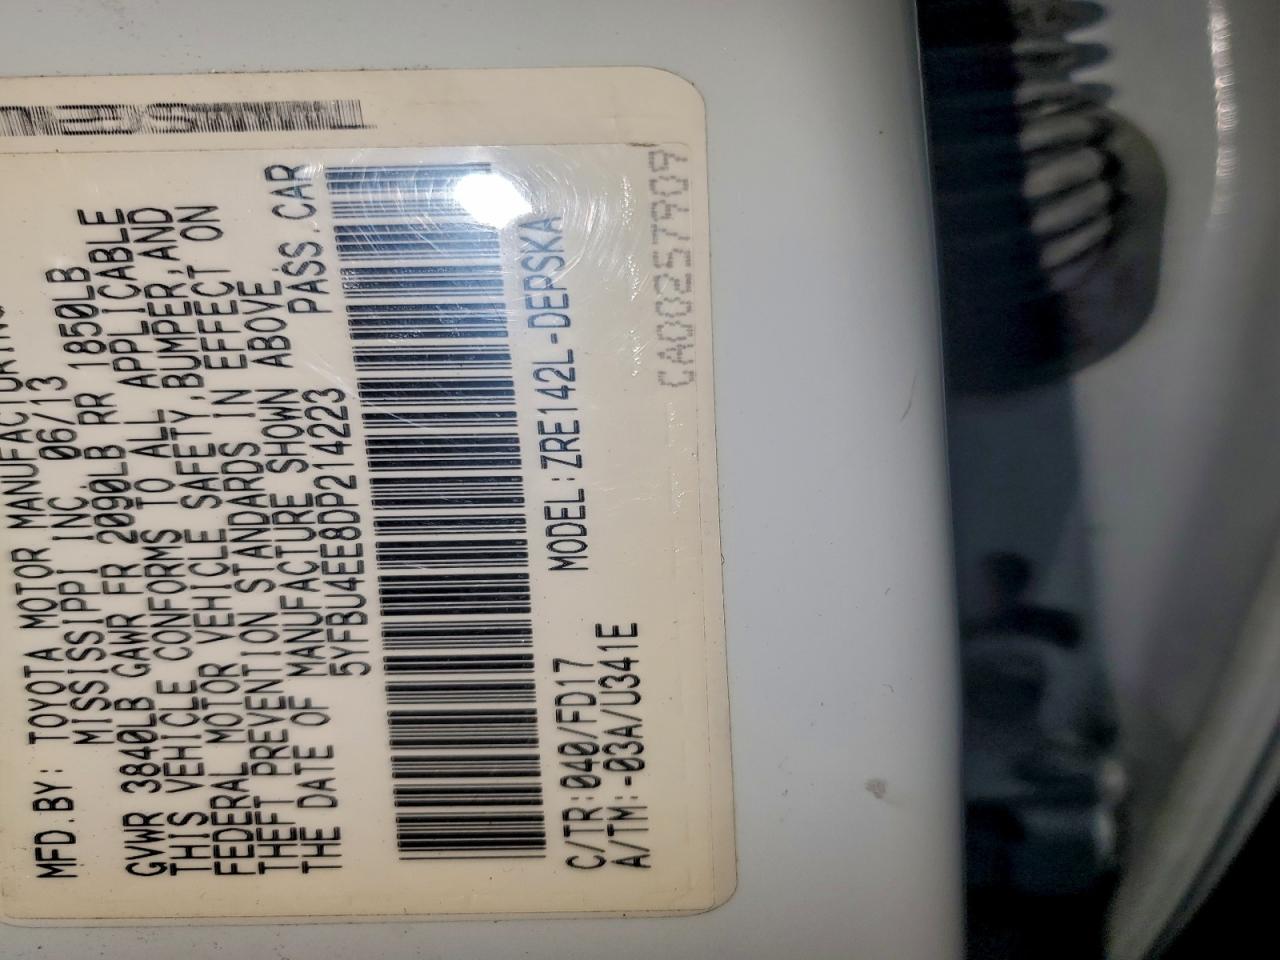 MFD.BY: TOYOTA MOTOR MANUFACTURING
MISSISSIPPI INC 06/13
GVWR 3840LB GAWR FR 2090LB RR 1850LB
THIS VEHICLE CONFORMS TO ALL APPLICABLE
FEDERAL MOTOR VEHICLE SAFETY,BUMPER,AND
THEFT PREVENTION STANDARDS IN EFFECT ON
THE DATE OF MANUFACTURE SHOWN ABOVE
5YFBU4EE8DP214223 PASS.CAR
MODEL:ZRE142L-DEPSKA
C/TR:040/FD17
A/TM:-03A/U341E
CA00257909